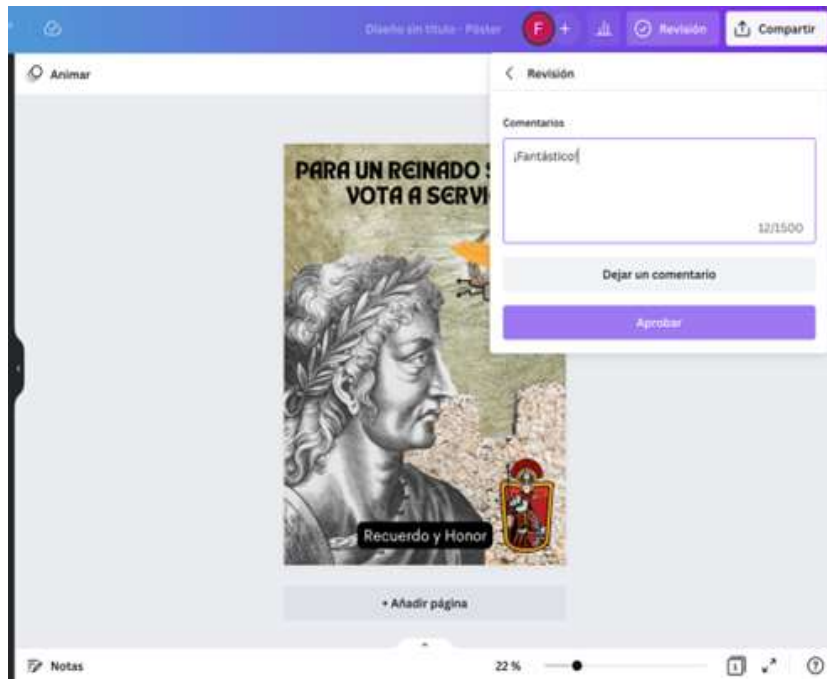 Diseño sin título - Póster
F
+
Revisión
Compartir
Animar
Revisión
Comentarios
¡Fantástico!
12/1500
Dejar un comentario
Aprobar
PARA UN REINADO
VOTA A SERVI
Recuerdo y Honor
+ Añadir página
Notas
22 %
1
?